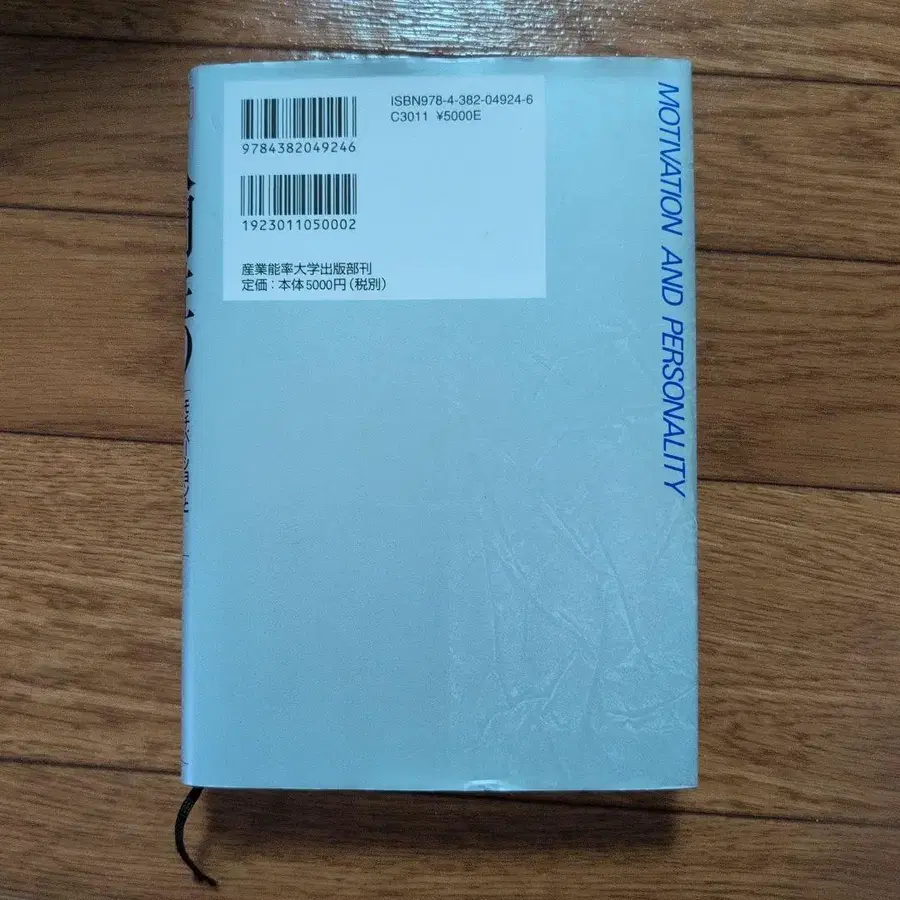 ISBN978-4-382-04924-6
C3011 ¥5000E
9784382049246
1923011050002
産業能率大学出版部刊
定価：本体5000円（税別）
MOTIVATION AND PERSONALITY